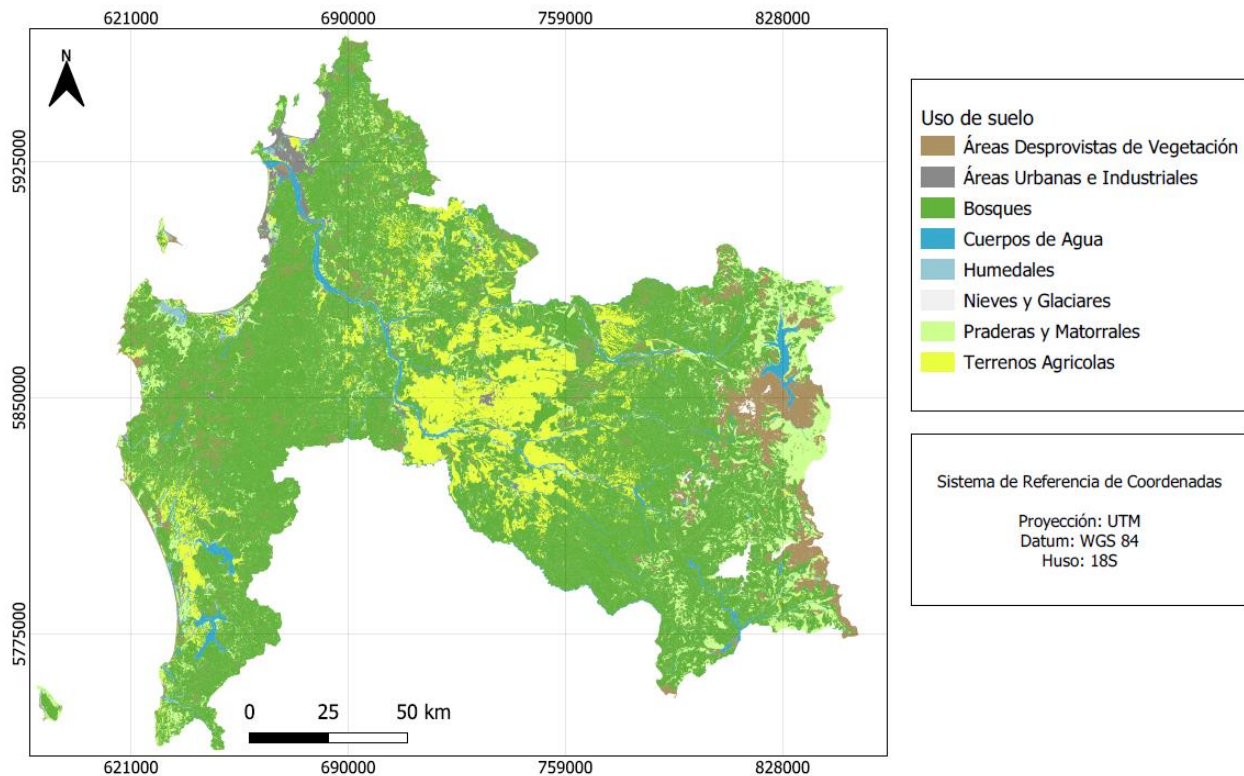 621000 690000 759000 828000
N
5925000
5850000
5775000
0 25 50 km
621000 690000 759000 828000
Uso de suelo
Áreas Desprovistas de Vegetación
Áreas Urbanas e Industriales
Bosques
Cuerpos de Agua
Humedales
Nieves y Glaciares
Praderas y Matorrales
Terrenos Agricolas
Sistema de Referencia de Coordenadas
Proyección: UTM
Datum: WGS 84
Huso: 18S